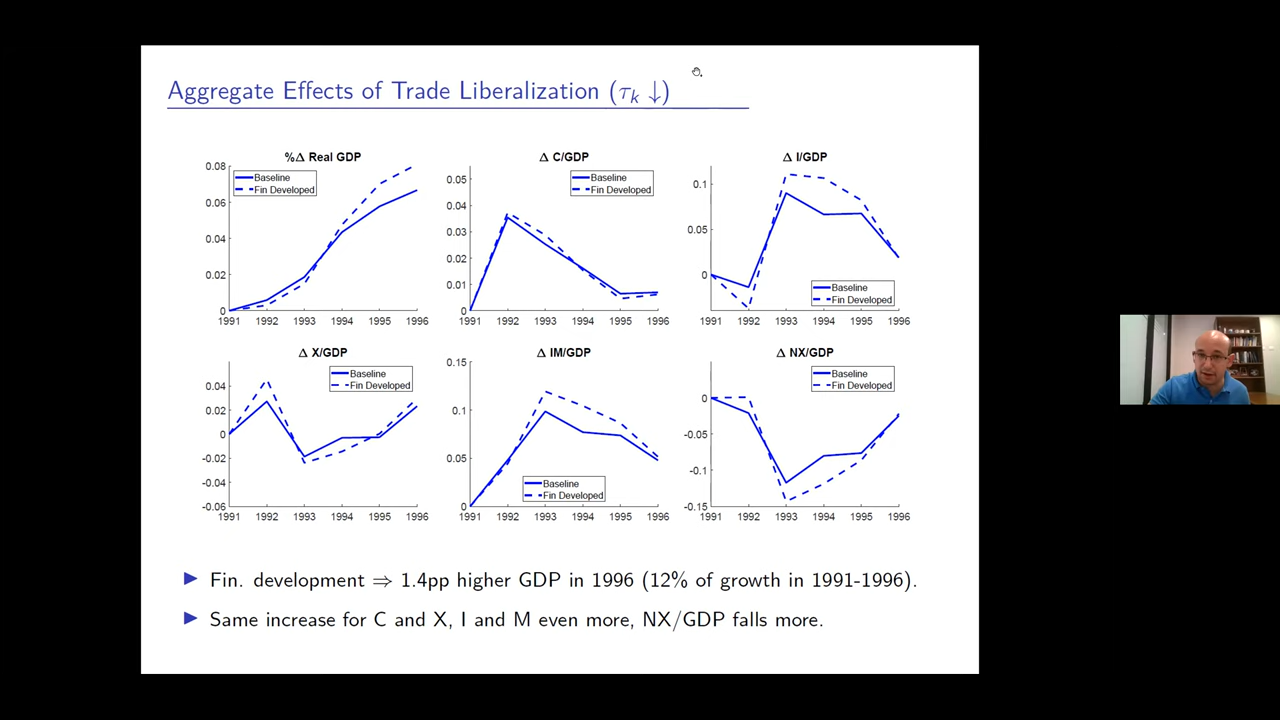 Aggregate Effects of Trade Liberalization (τk ↓)
%Δ Real GDP
0.08
0.06
0.04
0.02
0
Baseline
Fin Developed
1991 1992 1993 1994 1995 1996
Δ C/GDP
0.05
0.04
0.03
0.02
0.01
0
Baseline
Fin Developed
1991 1992 1993 1994 1995 1996
Δ I/GDP
0.1
0.05
0
Baseline
Fin Developed
1991 1992 1993 1994 1995 1996
Δ X/GDP
0.04
0.02
0
-0.02
-0.04
-0.06
Baseline
Fin Developed
1991 1992 1993 1994 1995 1996
Δ IM/GDP
0.15
0.1
0.05
0
Baseline
Fin Developed
1991 1992 1993 1994 1995 1996
Δ NX/GDP
0
-0.05
-0.1
-0.15
Baseline
Fin Developed
1991 1992 1993 1994 1995 1996
▶ Fin. development ⇒ 1.4pp higher GDP in 1996 (12% of growth in 1991-1996).
▶ Same increase for C and X, I and M even more, NX/GDP falls more.